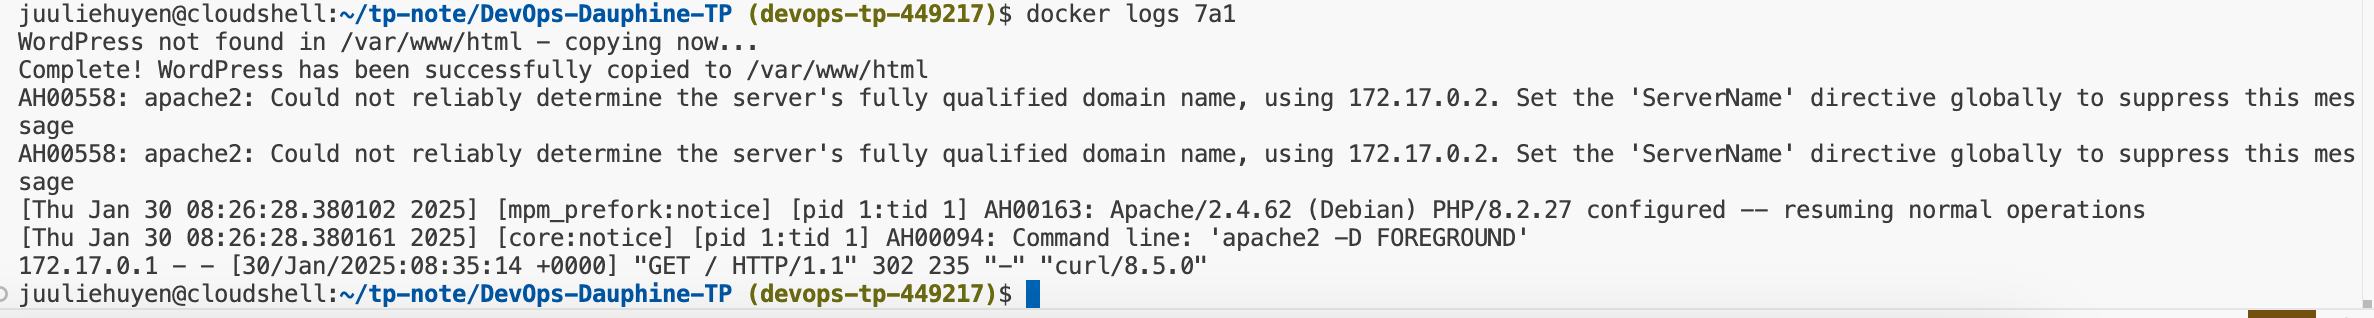 juuliehuyen@cloudshell:~/tp-note/DevOps-Dauphine-TP (devops-tp-449217)$ docker logs 7a1
WordPress not found in /var/www/html - copying now...
Complete! WordPress has been successfully copied to /var/www/html
AH00558: apache2: Could not reliably determine the server's fully qualified domain name, using 172.17.0.2. Set the 'ServerName' directive globally to suppress this mes
sage
AH00558: apache2: Could not reliably determine the server's fully qualified domain name, using 172.17.0.2. Set the 'ServerName' directive globally to suppress this mes
sage
[Thu Jan 30 08:26:28.380102 2025] [mpm_prefork:notice] [pid 1:tid 1] AH00163: Apache/2.4.62 (Debian) PHP/8.2.27 configured -- resuming normal operations
[Thu Jan 30 08:26:28.380161 2025] [core:notice] [pid 1:tid 1] AH00094: Command line: 'apache2 -D FOREGROUND'
172.17.0.1 - - [30/Jan/2025:08:35:14 +0000] "GET / HTTP/1.1" 302 235 "-" "curl/8.5.0"
juuliehuyen@cloudshell:~/tp-note/DevOps-Dauphine-TP (devops-tp-449217)$